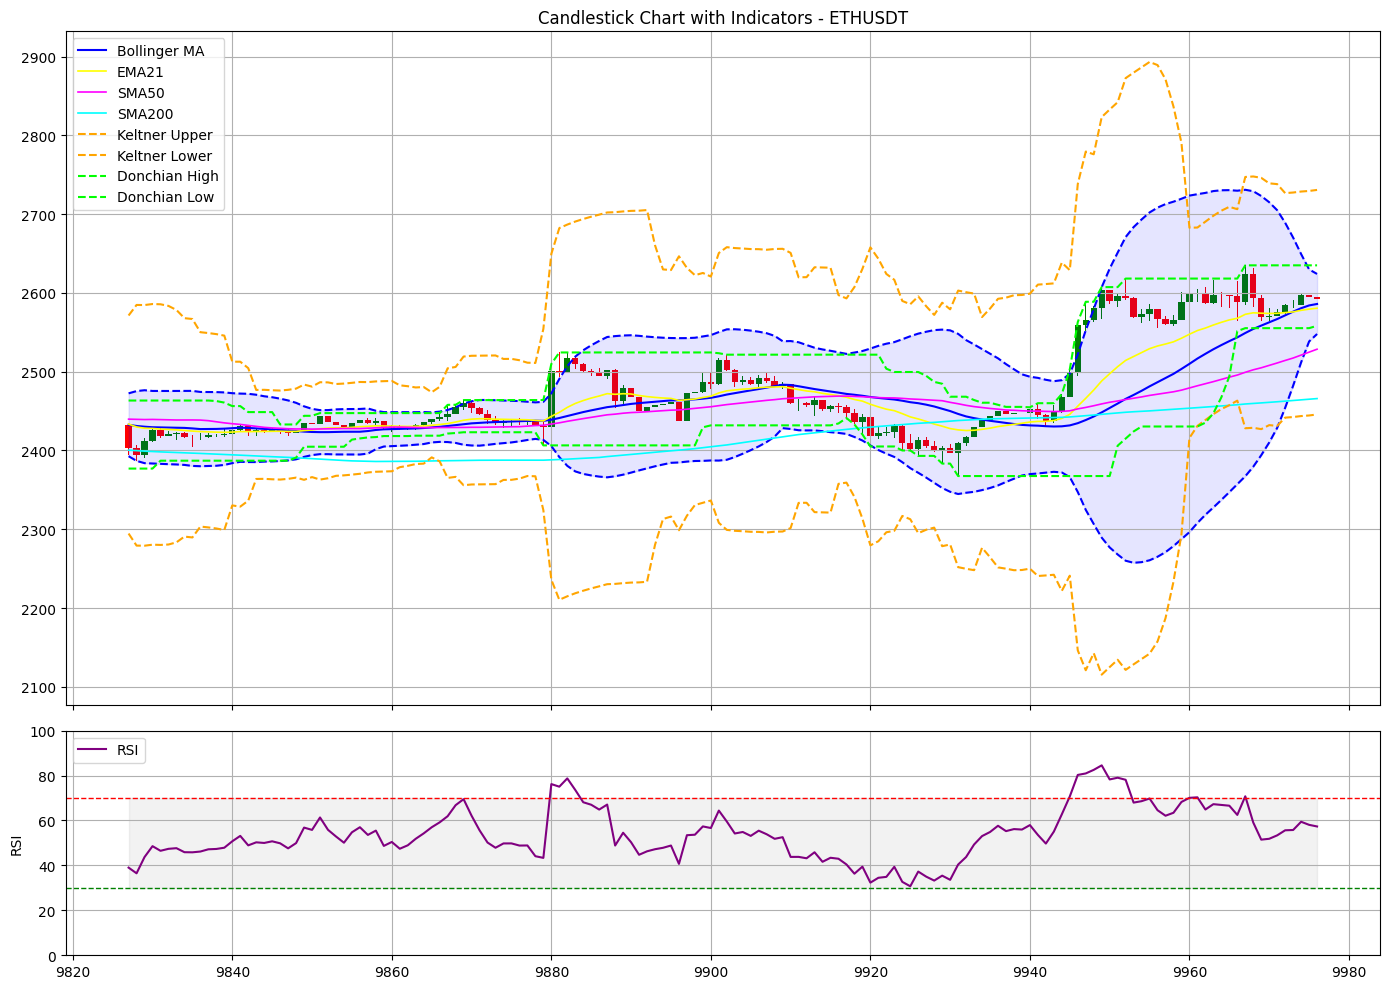 Candlestick Chart with Indicators - ETHUSDT
2900
2800
2700
2600
2500
2400
2300
2200
2100
Bollinger MA
EMA21
SMA50
SMA200
Keltner Upper
Keltner Lower
Donchian High
Donchian Low
100
80
60
40
20
0
RSI
RSI
9820 9840 9860 9880 9900 9920 9940 9960 9980